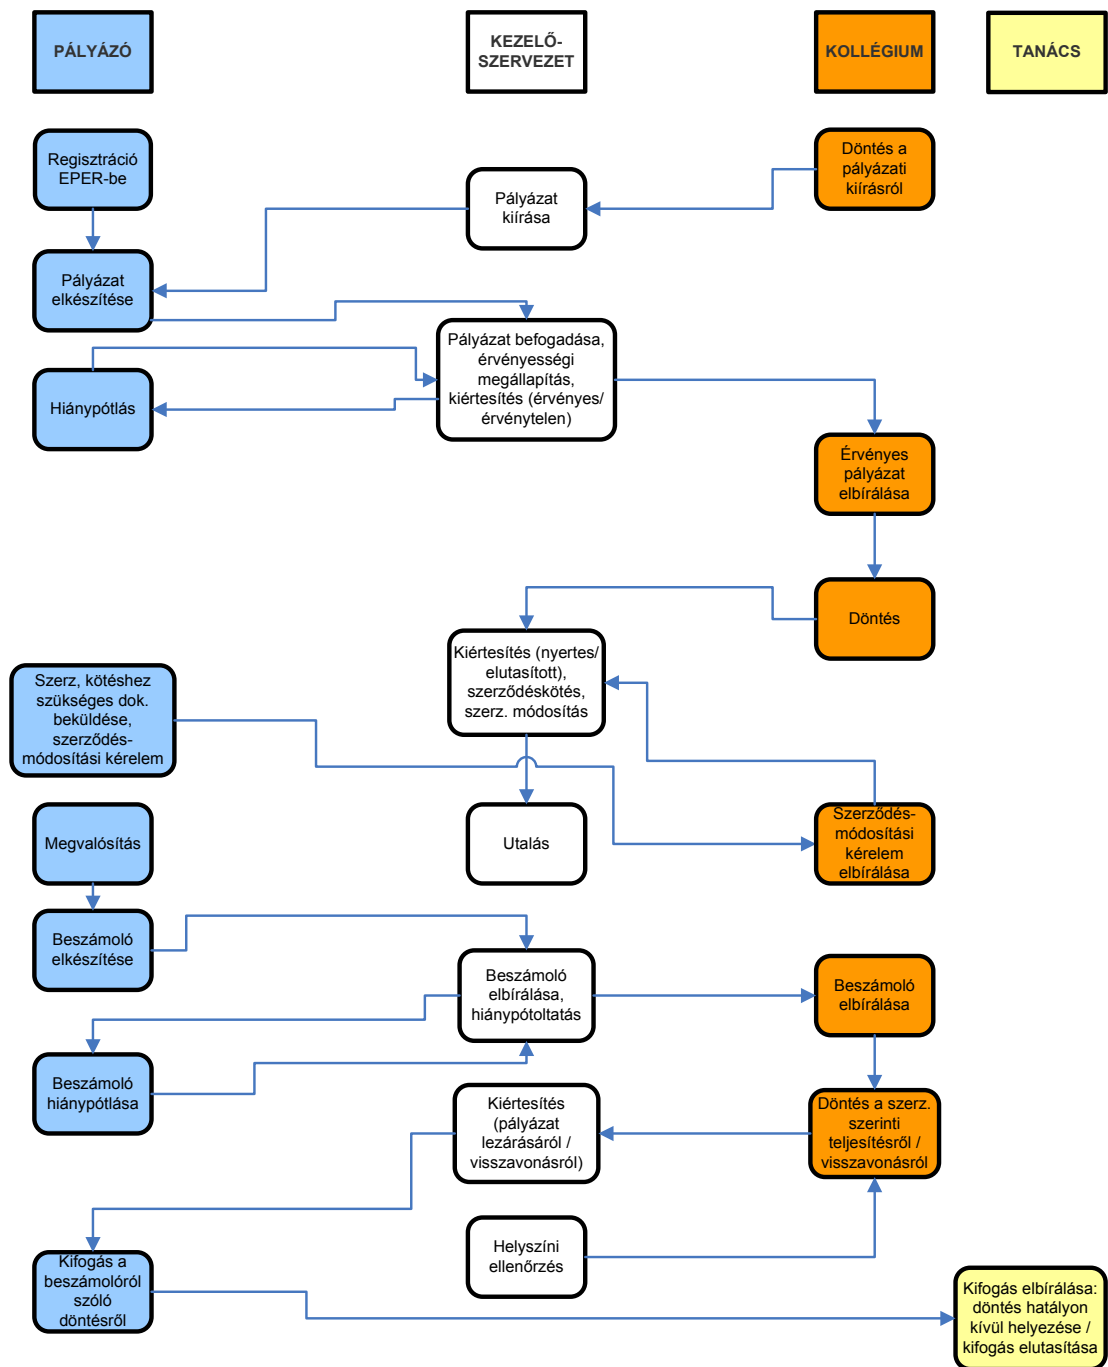 PÁLYÁZÓ
KEZELŐ-
SZERVEZET
KOLLÉGIUM
TANÁCS
Regisztráció
EPER-be
Döntés a
pályázati
kiírásról
Pályázat
kiírása
Pályázat
elkészítése
Pályázat befogadása,
érvényességi
megállapítás,
kiértesítés (érvényes/
érvénytelen)
Hiánypótlás
Érvényes
pályázat
elbírálása
Döntés
Kiértesítés (nyertes/
elutasított),
szerződéskötés,
szerz. módosítás
Szerz, kötéshez
szükséges dok.
beküldése,
szerződés-
módosítási kérelem
Megvalósítás
Utalás
Szerződés-
módosítási
kérelem
elbírálása
Beszámoló
elkészítése
Beszámoló
elbírálása,
hiánypótoltatás
Beszámoló
elbírálása
Beszámoló
hiánypótlása
Kiértesítés
(pályázat
lezárásáról /
visszavonásról)
Döntés a szerz.
szerinti
teljesítésről /
visszavonásról
Helyszíni
ellenőrzés
Kifogás a
beszámolóról
szóló
döntésről
Kifogás elbírálása:
döntés hatályon
kívül helyezése /
kifogás elutasítása